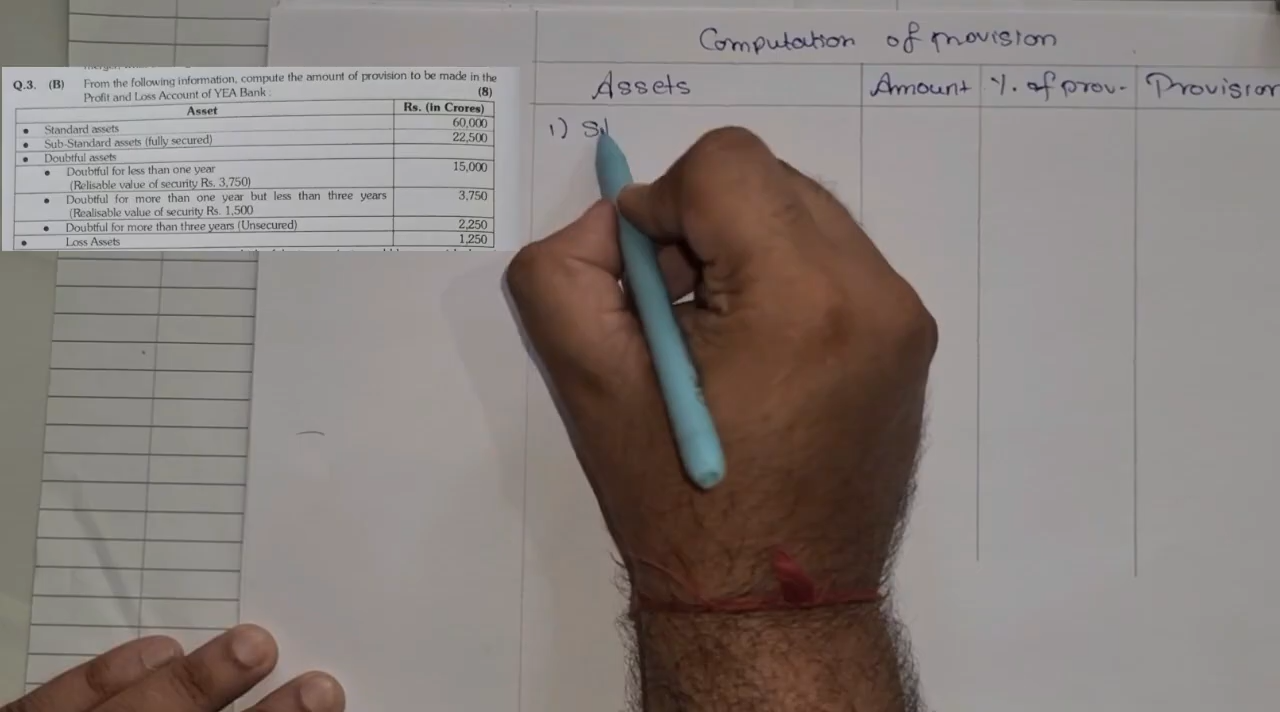 Q.3. (B) From the following information, compute the amount of provision to be made in the
Profit and Loss Account of YEA Bank : (8)
Asset Rs. (in Crores)
• Standard assets 60,000
• Sub-Standard assets (fully secured) 22,500
• Doubtful assets
• Doubtful for less than one year 15,000
(Relisable value of security Rs. 3,750)
• Doubtful for more than one year but less than three years 3,750
(Realisable value of security Rs. 1,500
• Doubtful for more than three years (Unsecured) 2,250
• Loss Assets 1,250
Computation of provision
Assets Amount %. of prov. Provision
1) St